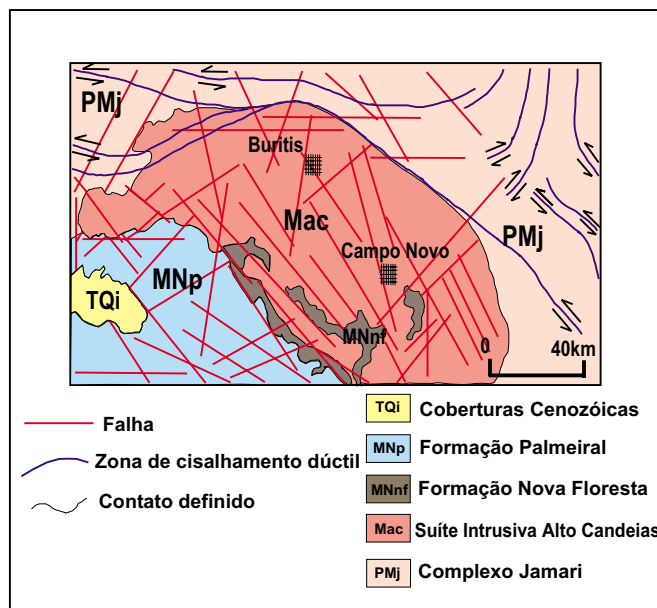 PMj
Buritis
Mac
Campo Novo
PMj
MNp
TQi
MNnf
0
40km
Falha
Zona de cisalhamento dúctil
Contato definido
TQi Coberturas Cenozóicas
MNp Formação Palmeiral
MNnf Formação Nova Floresta
Mac Suíte Intrusiva Alto Candeias
PMj Complexo Jamari